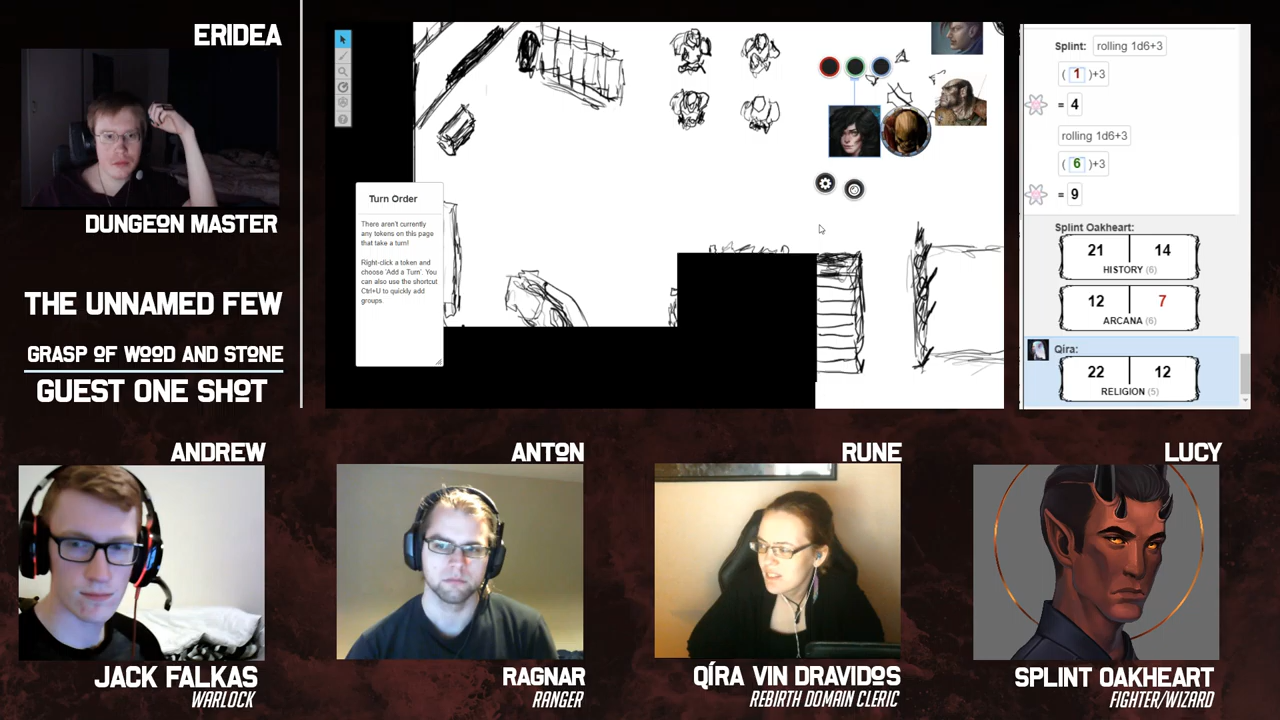 ERIDEA
DUNGEON MASTER
THE UNNAMED FEW
GRASP OF WOOD AND STONE
GUEST ONE SHOT
Turn Order
There aren't currently
any tokens on this page
that take a turn!
Right-click a token and
choose 'Add a Turn'. You
can also use the shortcut
Ctrl+U to quickly add
groups.
Splint: rolling 1d6+3
( 1 )+3
= 4
rolling 1d6+3
( 6 )+3
= 9
Splint Oakheart:
21 14
HISTORY (6)
12 7
ARCANA (6)
Qíra:
22 12
RELIGION (5)
ANDREW
JACK FALKAS
WARLOCK
ANTON
RAGNAR
RANGER
RUNE
QÍRA VIN DRAVIDOS
REBIRTH DOMAIN CLERIC
LUCY
SPLINT OAKHEART
FIGHTER/WIZARD